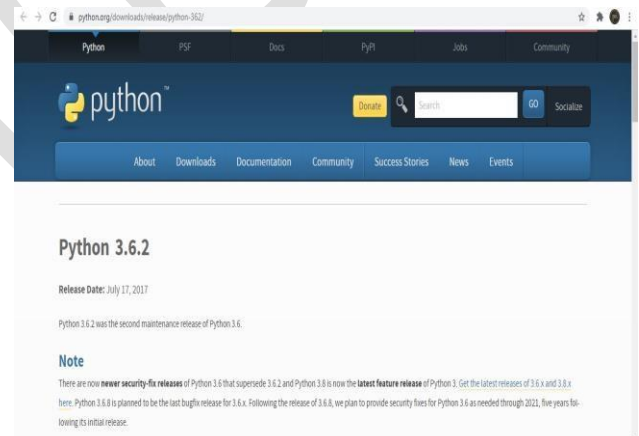 python.org/downloads/release/python-362/
Python PSF Docs PyPI Jobs Community
python™
Donate Search GO Socialize
About Downloads Documentation Community Success Stories News Events
Python 3.6.2
Release Date: July 17, 2017
Python 3.6.2 was the second maintenance release of Python 3.6.
Note
There are now newer security-fix releases of Python 3.6 that supersede 3.6.2 and Python 3.8 is now the latest feature release of Python 3. Get the latest releases of 3.6.x and 3.8.x
here. Python 3.6.8 is planned to be the last bugfix release for 3.6.x. Following the release of 3.6.8, we plan to provide security fixes for Python 3.6 as needed through 2021, five years fol-
lowing its initial release.